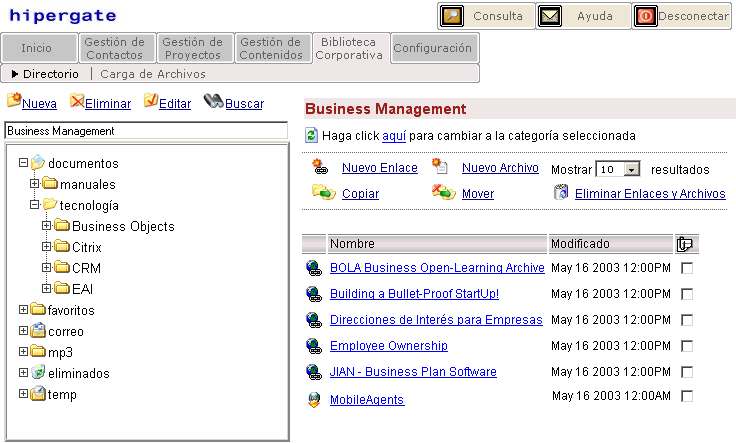 hipergate
Consulta Ayuda Desconectar
Inicio Gestión de Contactos Gestión de Proyectos Gestión de Contenidos Biblioteca Corporativa Configuración
Directorio | Carga de Archivos
Nueva Eliminar Editar Buscar
Business Management
Business Management
Haga click aquí para cambiar a la categoría seleccionada
Nuevo Enlace Nuevo Archivo Mostrar 10 resultados
Copiar Mover Eliminar Enlaces y Archivos
documentos
manuales
tecnología
Business Objects
Citrix
CRM
EAI
favoritos
correo
mp3
eliminados
temp
Nombre Modificado
BOLA Business Open-Learning Archive May 16 2003 12:00PM
Building a Bullet-Proof StartUp! May 16 2003 12:00PM
Direcciones de Interés para Empresas May 16 2003 12:00PM
Employee Ownership May 16 2003 12:00PM
JIAN - Business Plan Software May 16 2003 12:00PM
MobileAgents May 16 2003 12:00AM